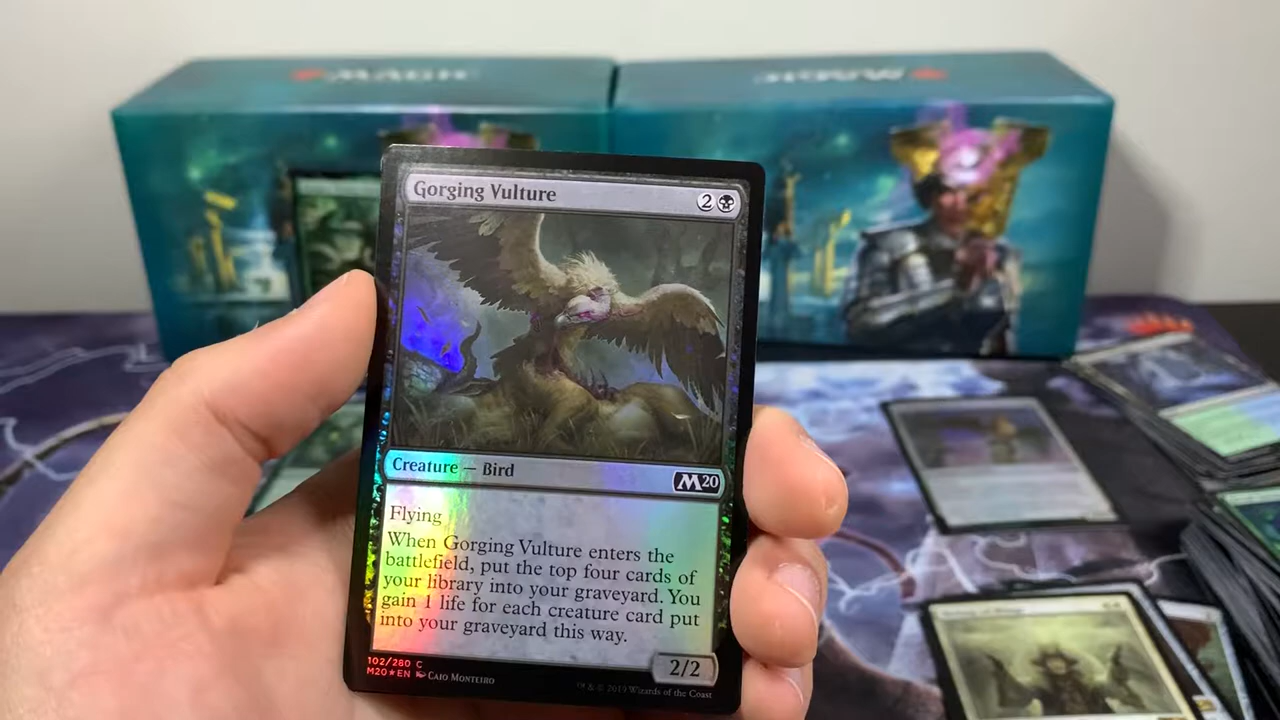 MAGIC
MAGIC
Gorging Vulture
2
Creature — Bird
M20
Flying
When Gorging Vulture enters the
battlefield, put the top four cards of
your library into your graveyard. You
gain 1 life for each creature card put
into your graveyard this way.
2/2
102/280 C
M20★EN Caio Monteiro
™ & © 2019 Wizards of the Coast